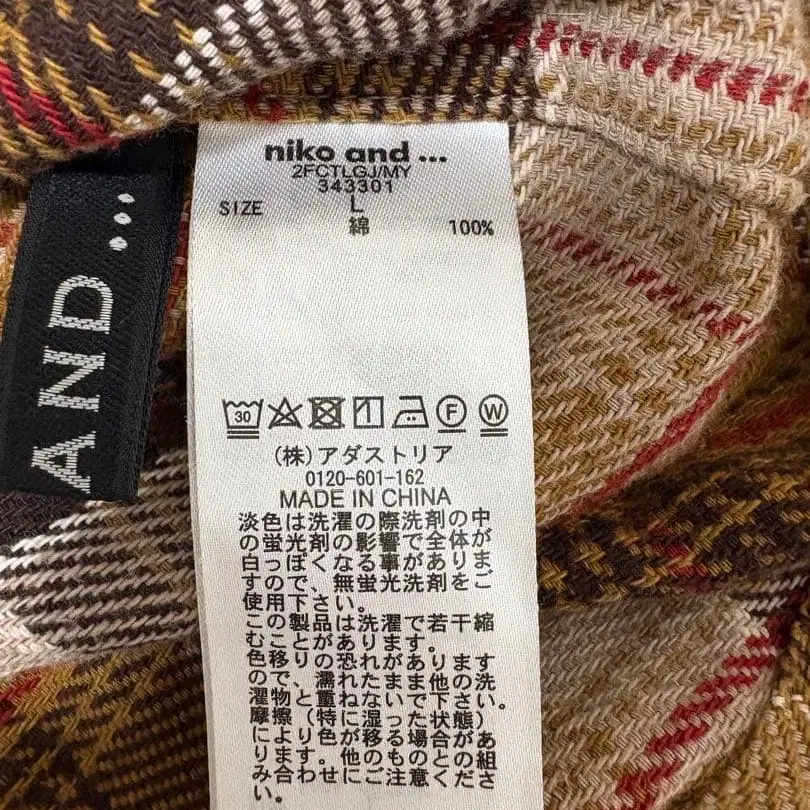 niko and ...
2FCTLGJ/MY
343301
SIZE L
綿 100%
30
F W
(株)アダストリア
0120-601-162
MADE IN CHINA
淡色は洗濯の際洗剤の中
の蛍光剤の影響で全体が
白っぽくなる事がありま
すので、無蛍光洗剤をご
使用下さい。
この製品は洗濯で若干縮
むことがあります。
色移りの恐れがあります
ので、濡れたまま他の洗
濯物と重ねないで下さい。
摩擦(特に湿った状態)
により色が移る場合があ
ります。他のものとの組
み合わせにご注意くださ
い。
AND ...